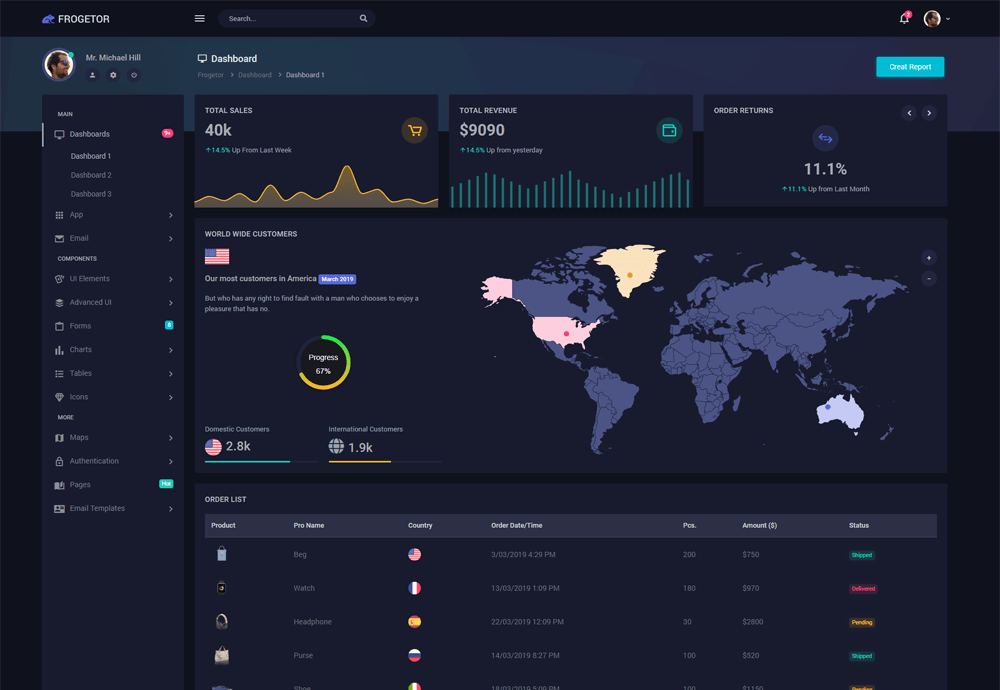 FROGETOR
Search...
Mr. Michael Hill
Dashboard
Frogetor > Dashboard > Dashboard 1
Creat Report
MAIN
Dashboards 9+
Dashboard 1
Dashboard 2
Dashboard 3
App
Email
COMPONENTS
UI Elements
Advanced UI
Forms 8
Charts
Tables
Icons
MORE
Maps
Authentication
Pages Hot
Email Templates
TOTAL SALES
40k
14.5% Up From Last Week
TOTAL REVENUE
$9090
14.5% Up from yesterday
ORDER RETURNS
11.1%
11.1% Up from Last Month
WORLD WIDE CUSTOMERS
Our most customers in America March 2019
But who has any right to find fault with a man who chooses to enjoy a
pleasure that has no.
Progress
67%
Domestic Customers
2.8k
International Customers
1.9k
+
-
ORDER LIST
Product Pro Name Country Order Date/Time Pcs. Amount ($) Status
Beg 3/03/2019 4:29 PM 200 $750 Shipped
Watch 13/03/2019 1:09 PM 180 $970 Delivered
Headphone 22/03/2019 12:09 PM 30 $2800 Pending
Purse 14/03/2019 8:27 PM 100 $520 Shipped
Shoe 18/03/2019 5:09 PM 100 $1150 Pending